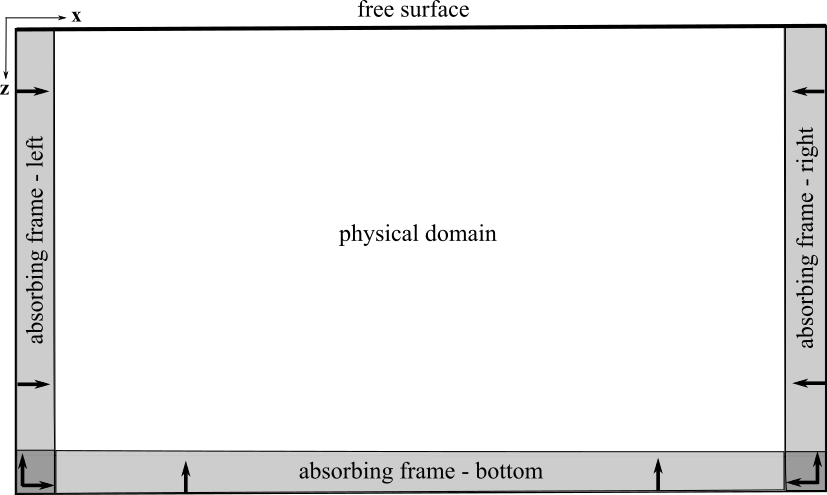 free surface
x
z
absorbing frame - left
absorbing frame - right
physical domain
absorbing frame - bottom